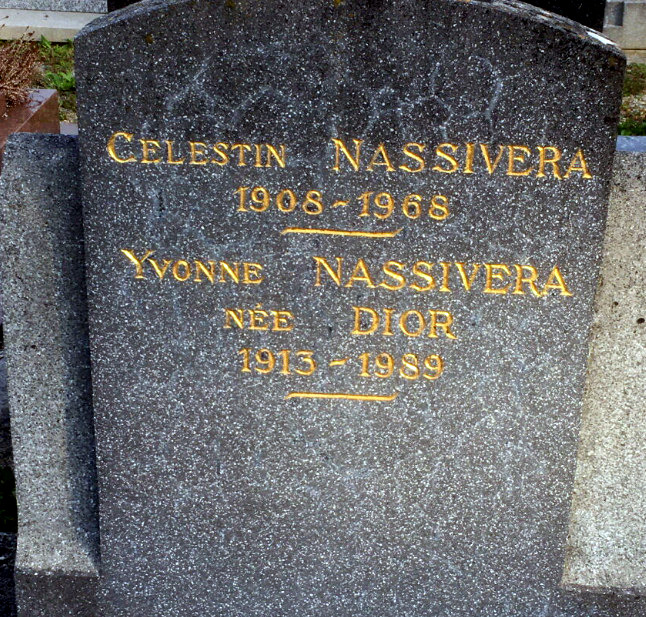 CELESTIN NASSIVERA
1908 - 1968
YVONNE NASSIVERA
NÉE DIOR
1913 - 1989